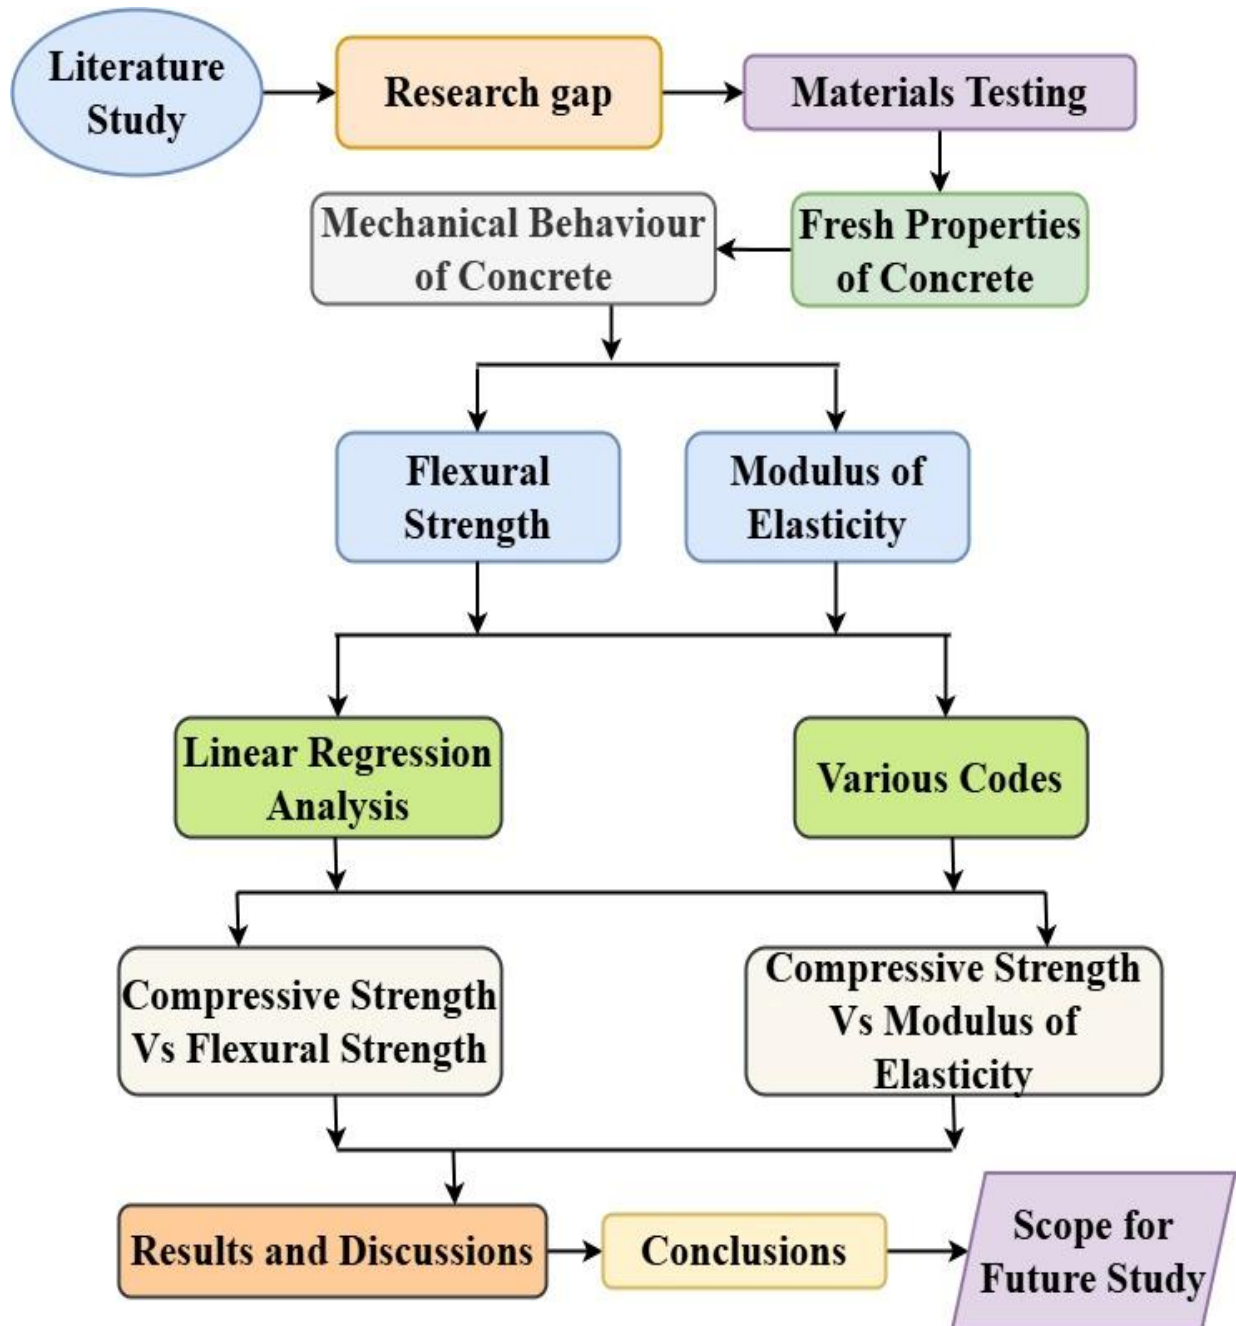 Literature
Study
Research gap
Materials Testing
Mechanical Behaviour
of Concrete
Fresh Properties
of Concrete
Flexural
Strength
Modulus of
Elasticity
Linear Regression
Analysis
Various Codes
Compressive Strength
Vs Flexural Strength
Compressive Strength
Vs Modulus of
Elasticity
Results and Discussions
Conclusions
Scope for
Future Study